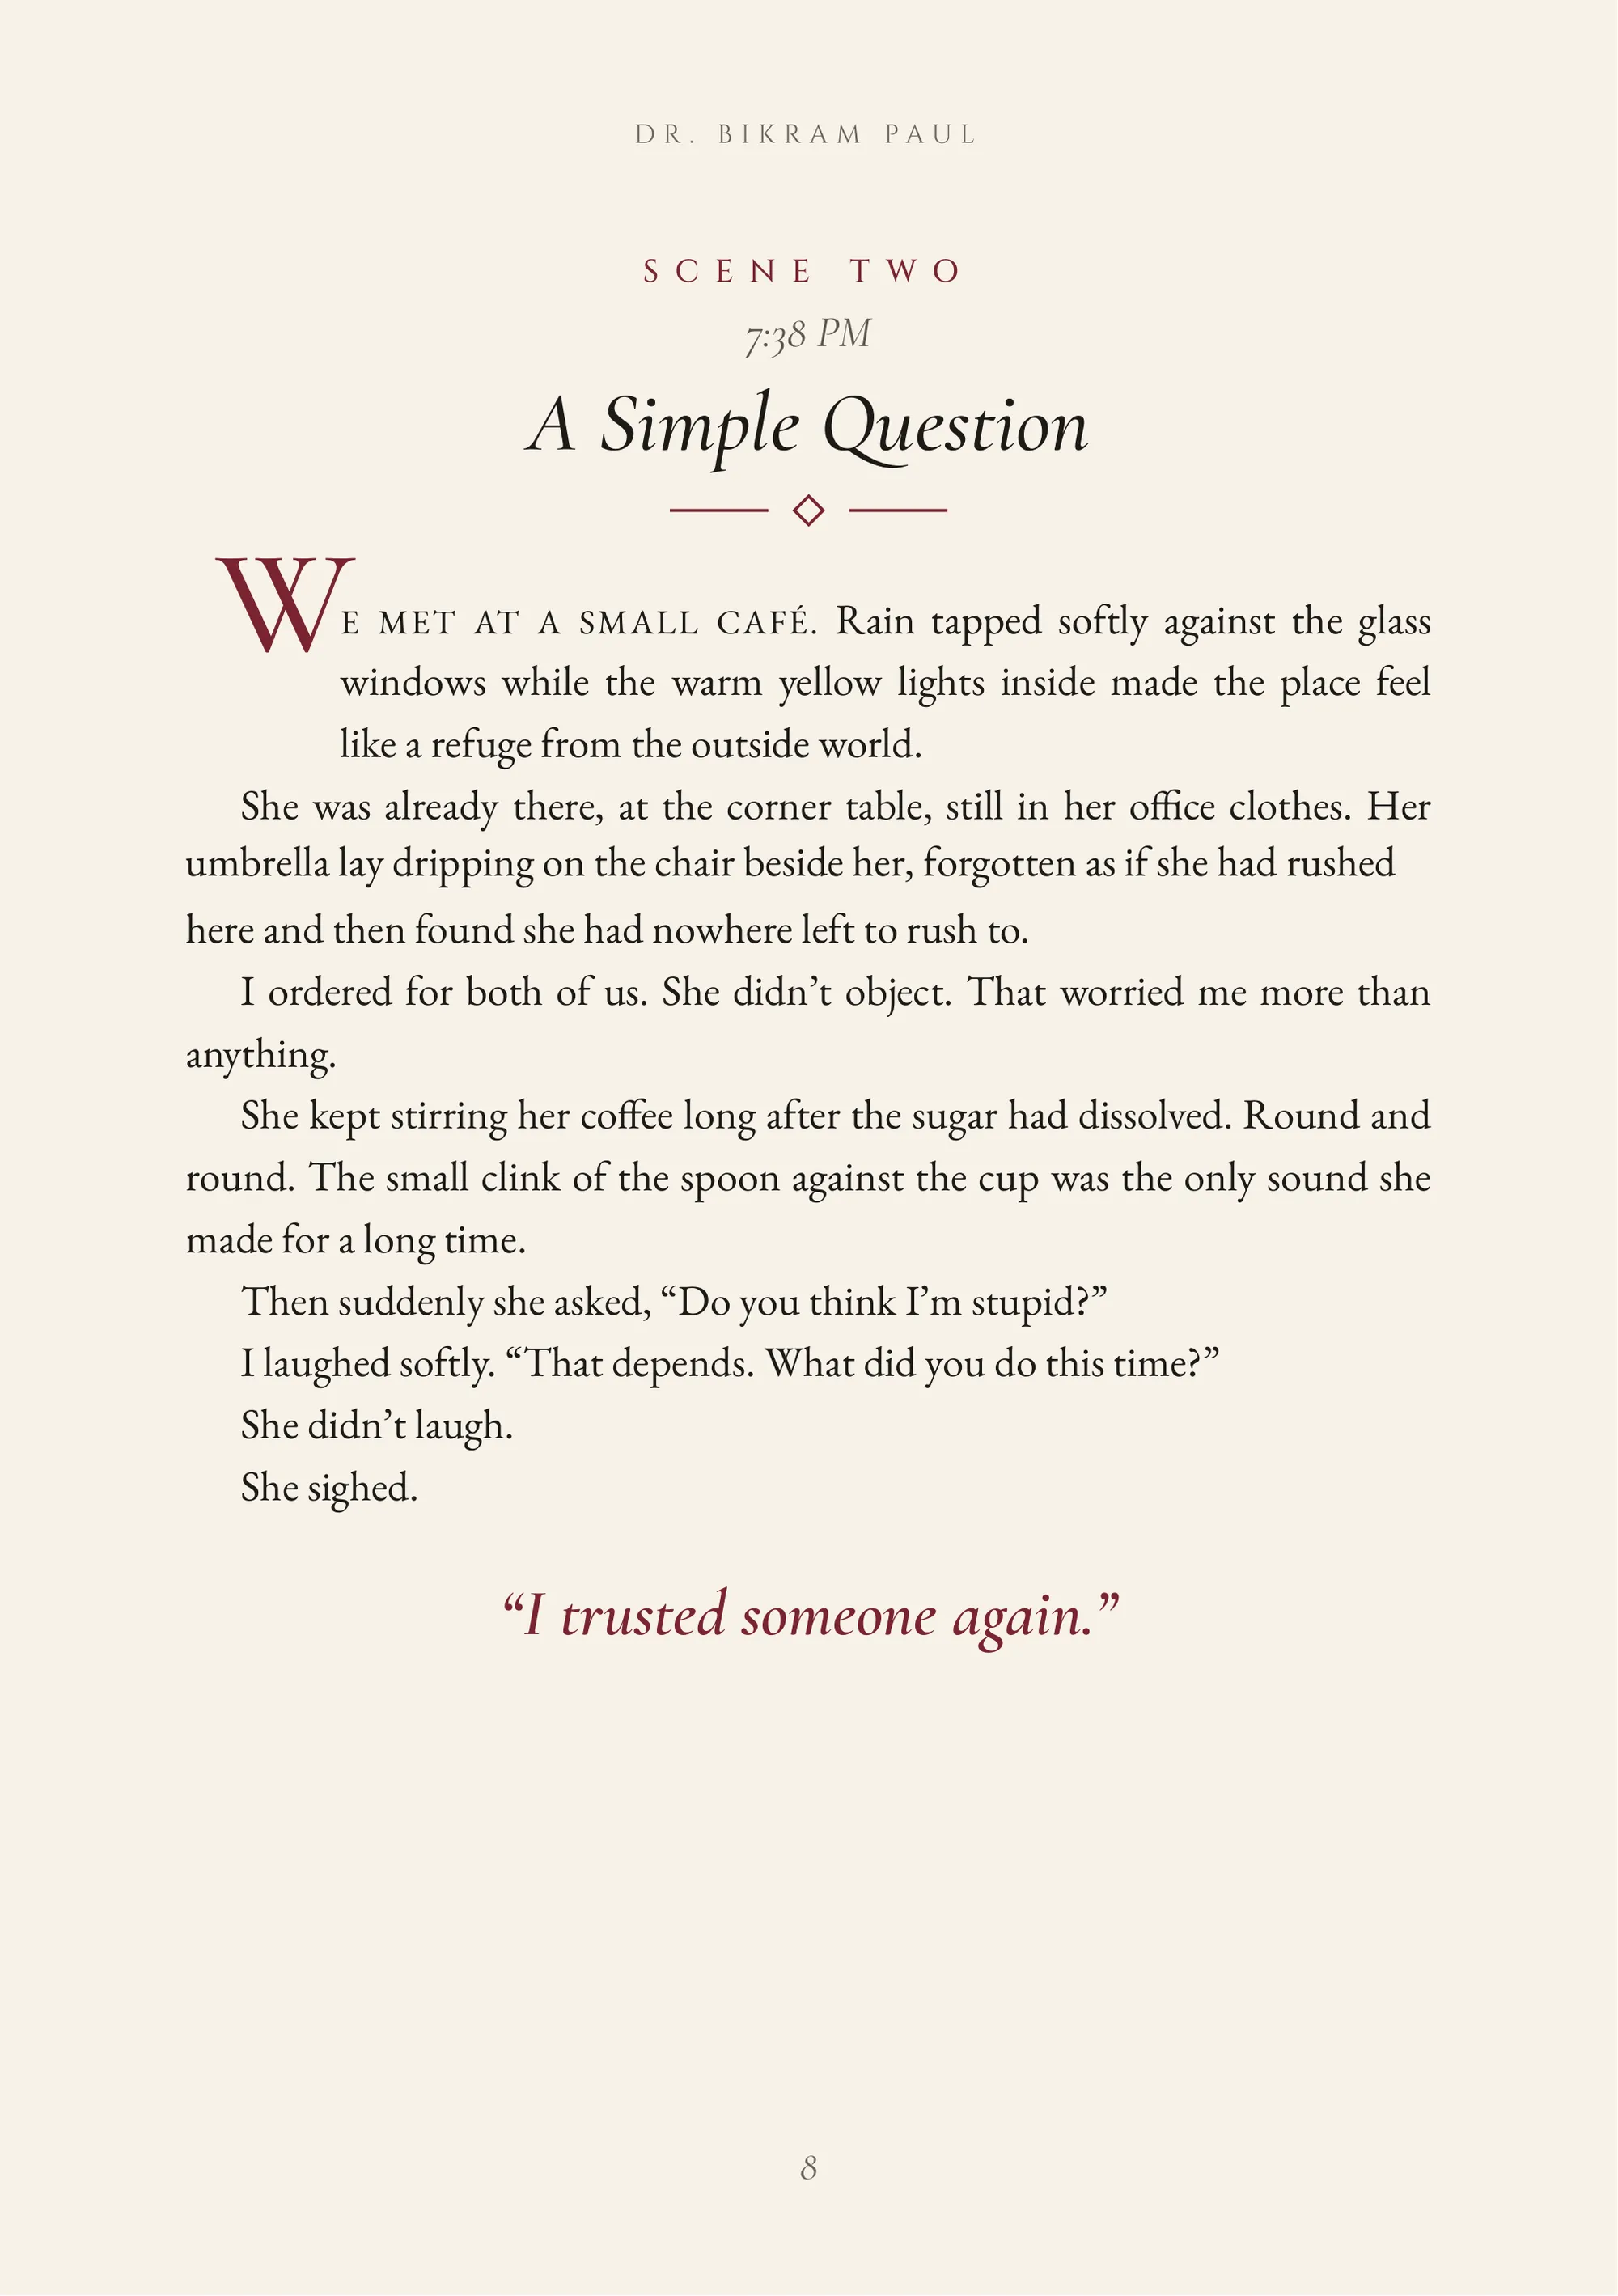 DR. BIKRAM PAUL
SCENE TWO
7:38 PM
A Simple Question
WE MET AT A SMALL CAFÉ. Rain tapped softly against the glass
windows while the warm yellow lights inside made the place feel
like a refuge from the outside world.
She was already there, at the corner table, still in her office clothes. Her
umbrella lay dripping on the chair beside her, forgotten as if she had rushed
here and then found she had nowhere left to rush to.
I ordered for both of us. She didn’t object. That worried me more than
anything.
She kept stirring her coffee long after the sugar had dissolved. Round and
round. The small clink of the spoon against the cup was the only sound she
made for a long time.
Then suddenly she asked, “Do you think I’m stupid?”
I laughed softly. “That depends. What did you do this time?”
She didn’t laugh.
She sighed.
“I trusted someone again.”
8